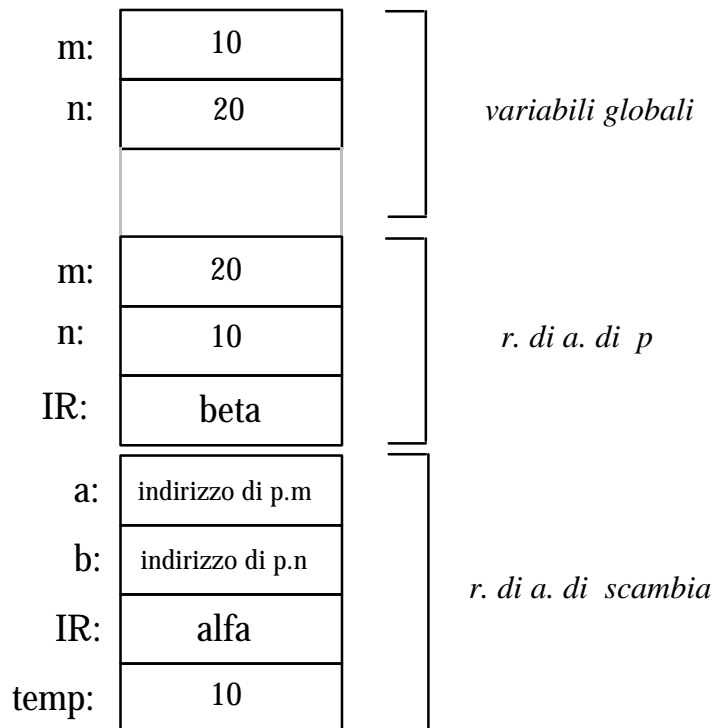 m: 10
n: 20
variabili globali
m: 20
n: 10
r. di a. di p
IR: beta
a: indirizzo di p.m
b: indirizzo di p.n
r. di a. di scambia
IR: alfa
temp: 10